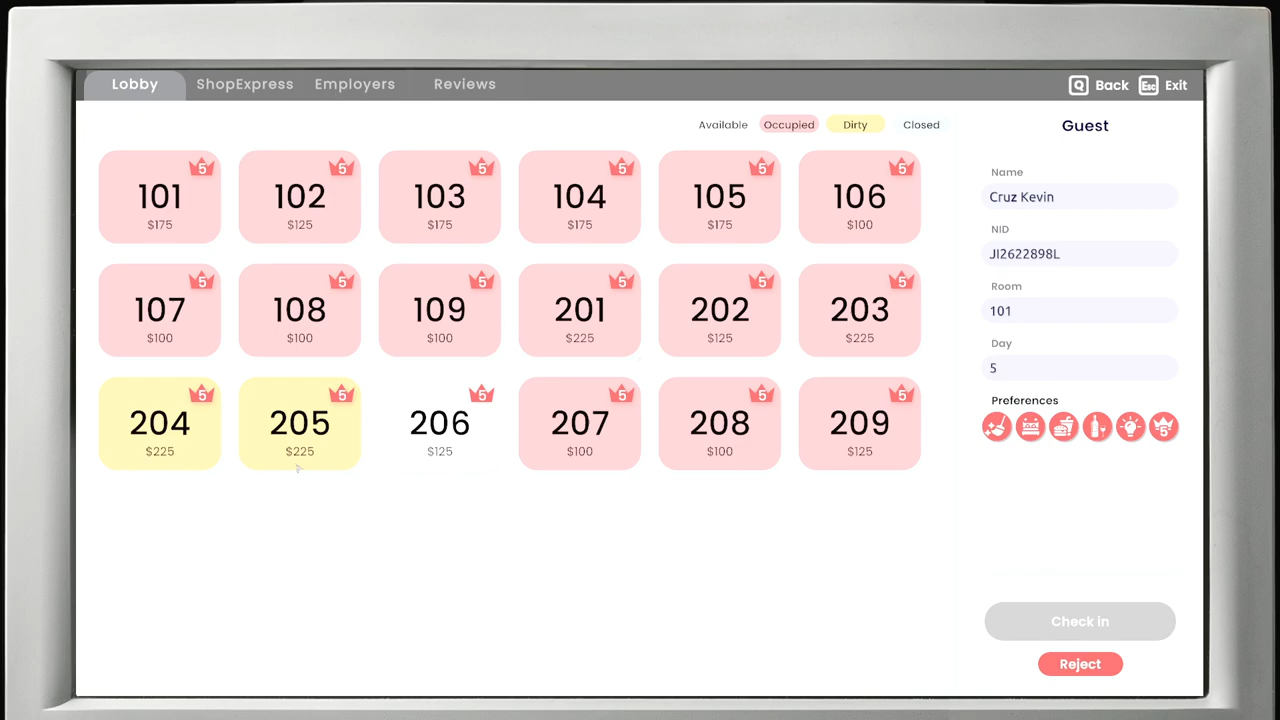 Lobby ShopExpress Employers Reviews Q Back Esc Exit
Available Occupied Dirty Closed
Guest
5 5 5 5 5 5
101 102 103 104 105 106
$175 $125 $175 $175 $175 $100
5 5 5 5 5 5
107 108 109 201 202 203
$100 $100 $100 $225 $125 $225
5 5 5 5 5 5
204 205 206 207 208 209
$225 $225 $125 $100 $100 $125
Name
Cruz Kevin
NID
JI2622898L
Room
101
Day
5
Preferences
5
Check in
Reject